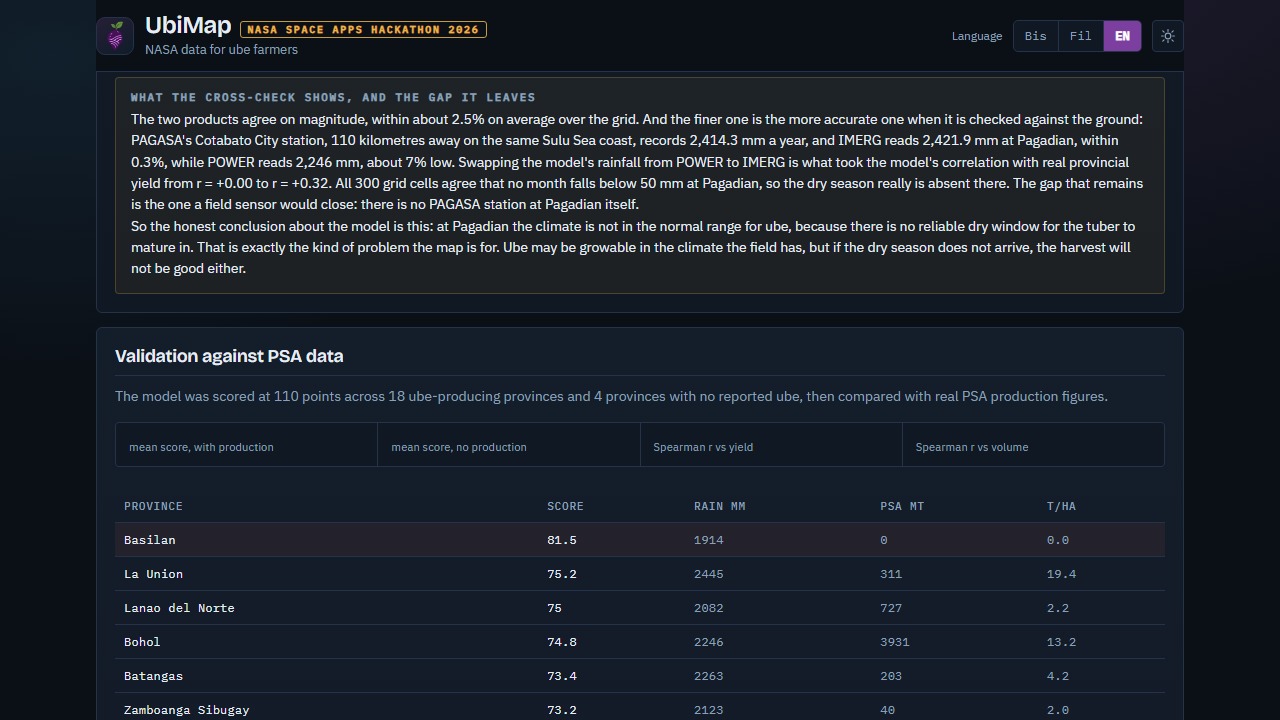 UbiMap NASA SPACE APPS HACKATHON 2026
NASA data for ube farmers
Language Bis Fil EN
WHAT THE CROSS-CHECK SHOWS, AND THE GAP IT LEAVES
The two products agree on magnitude, within about 2.5% on average over the grid. And the finer one is the more accurate one when it is checked against the ground:
PAGASA's Cotabato City station, 110 kilometres away on the same Sulu Sea coast, records 2,414.3 mm a year, and IMERG reads 2,421.9 mm at Pagadian, within
0.3%, while POWER reads 2,246 mm, about 7% low. Swapping the model's rainfall from POWER to IMERG is what took the model's correlation with real provincial
yield from r = +0.00 to r = +0.32. All 300 grid cells agree that no month falls below 50 mm at Pagadian, so the dry season really is absent there. The gap that remains
is the one a field sensor would close: there is no PAGASA station at Pagadian itself.
So the honest conclusion about the model is this: at Pagadian the climate is not in the normal range for ube, because there is no reliable dry window for the tuber to
mature in. That is exactly the kind of problem the map is for. Ube may be growable in the climate the field has, but if the dry season does not arrive, the harvest will
not be good either.
Validation against PSA data
The model was scored at 110 points across 18 ube-producing provinces and 4 provinces with no reported ube, then compared with real PSA production figures.
mean score, with production mean score, no production Spearman r vs yield Spearman r vs volume
PROVINCE SCORE RAIN MM PSA MT T/HA
Basilan 81.5 1914 0 0.0
La Union 75.2 2445 311 19.4
Lanao del Norte 75 2082 727 2.2
Bohol 74.8 2246 3931 13.2
Batangas 73.4 2263 203 4.2
Zamboanga Sibugay 73.2 2123 40 2.0